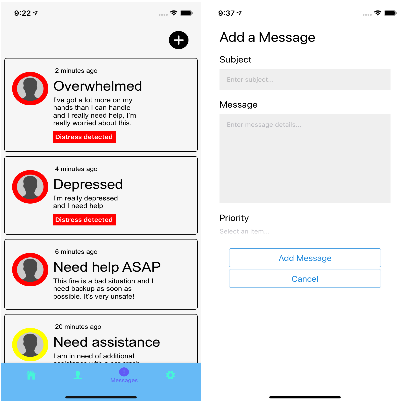 9:22
2 minutes ago
Overwhelmed
I've got a lot more on my
hands than I can handle
and I really need help. I'm
really worried about this.
Distress detected
4 minutes ago
Depressed
I'm really depressed
and I need help
Distress detected
6 minutes ago
Need help ASAP
This fire is a bad situation and I
need backup as soon as
possible. It's very unsafe!
20 minutes ago
Need assistance
I am in need of additional
Messages
9:37
Add a Message
Subject
Enter subject...
Message
Enter message details...
Priority
Select an item...
Add Message
Cancel